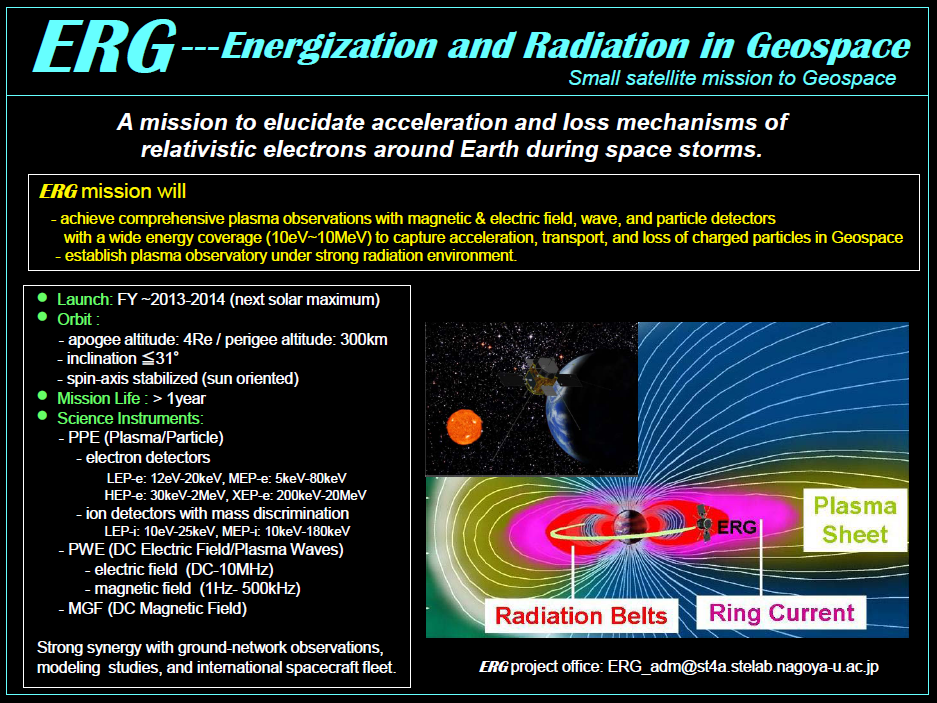 ERG ---Energization and Radiation in Geospace
Small satellite mission to Geospace
A mission to elucidate acceleration and loss mechanisms of
relativistic electrons around Earth during space storms.
ERG mission will
- achieve comprehensive plasma observations with magnetic & electric field, wave, and particle detectors
with a wide energy coverage (10eV~10MeV) to capture acceleration, transport, and loss of charged particles in Geospace
- establish plasma observatory under strong radiation environment.
● Launch: FY ~2013-2014 (next solar maximum)
● Orbit :
- apogee altitude: 4Re / perigee altitude: 300km
- inclination ≦31°
- spin-axis stabilized (sun oriented)
● Mission Life : > 1year
● Science Instruments:
- PPE (Plasma/Particle)
- electron detectors
LEP-e: 12eV-20keV, MEP-e: 5keV-80keV
HEP-e: 30keV-2MeV, XEP-e: 200keV-20MeV
- ion detectors with mass discrimination
LEP-i: 10eV-25keV, MEP-i: 10keV-180keV
- PWE (DC Electric Field/Plasma Waves)
- electric field (DC-10MHz)
- magnetic field (1Hz- 500kHz)
- MGF (DC Magnetic Field)
Strong synergy with ground-network observations,
modeling studies, and international spacecraft fleet.
Plasma
Sheet
ERG
Radiation Belts
Ring Current
ERG project office: ERG_adm@st4a.stelab.nagoya-u.ac.jp